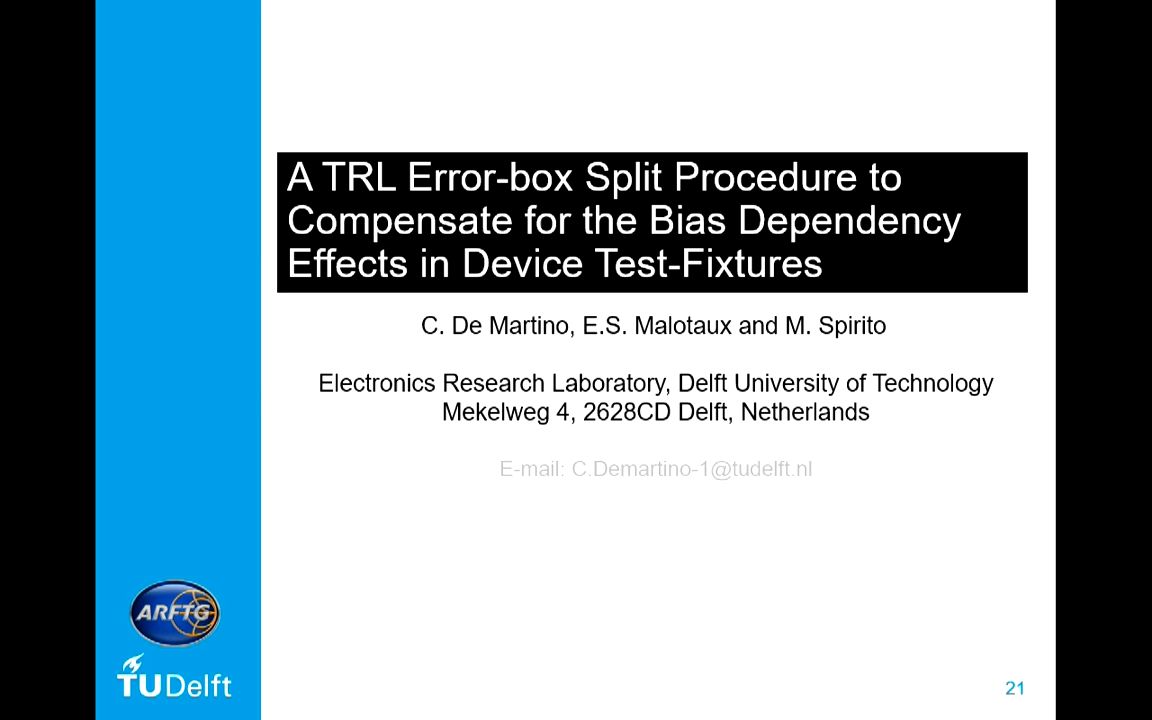 A TRL Error-box Split Procedure to
Compensate for the Bias Dependency
Effects in Device Test-Fixtures
C. De Martino, E.S. Malotaux and M. Spirito
Electronics Research Laboratory, Delft University of Technology
Mekelweg 4, 2628CD Delft, Netherlands
E-mail: C.Demartino-1@tudelft.nl
ARFTG
TUDelft
21